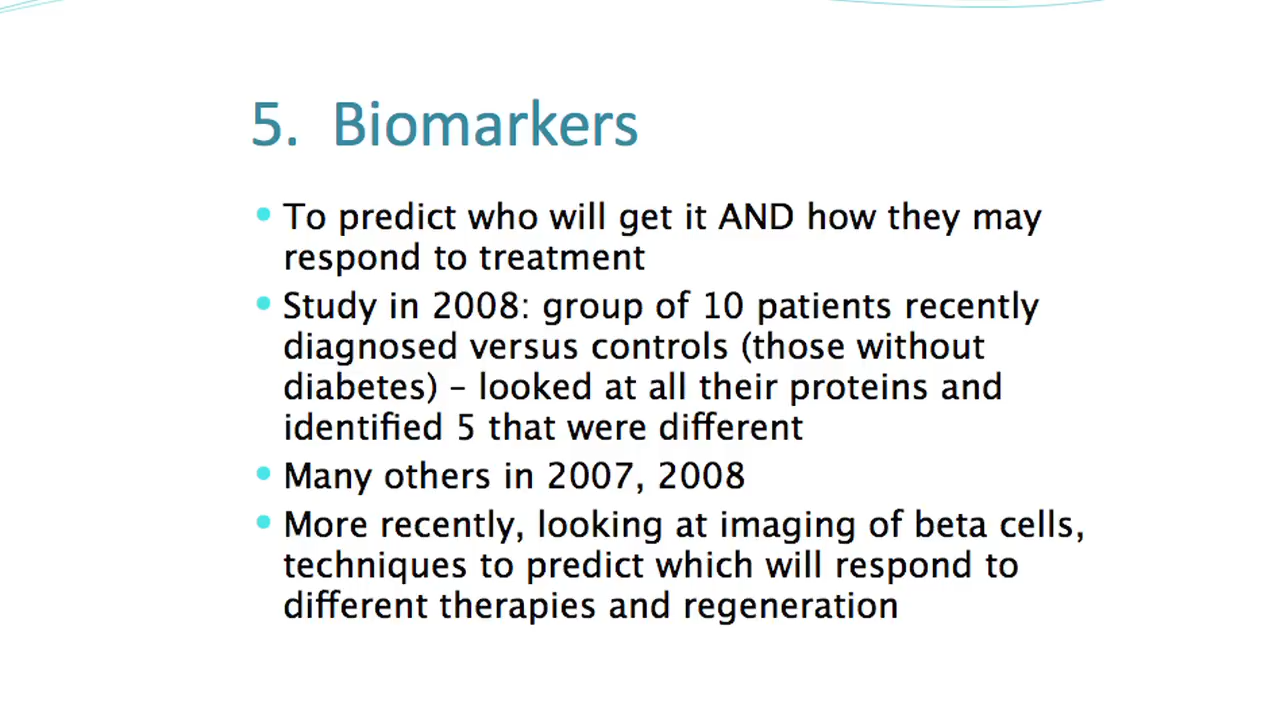 5. Biomarkers
• To predict who will get it AND how they may
respond to treatment
• Study in 2008: group of 10 patients recently
diagnosed versus controls (those without
diabetes) – looked at all their proteins and
identified 5 that were different
• Many others in 2007, 2008
• More recently, looking at imaging of beta cells,
techniques to predict which will respond to
different therapies and regeneration